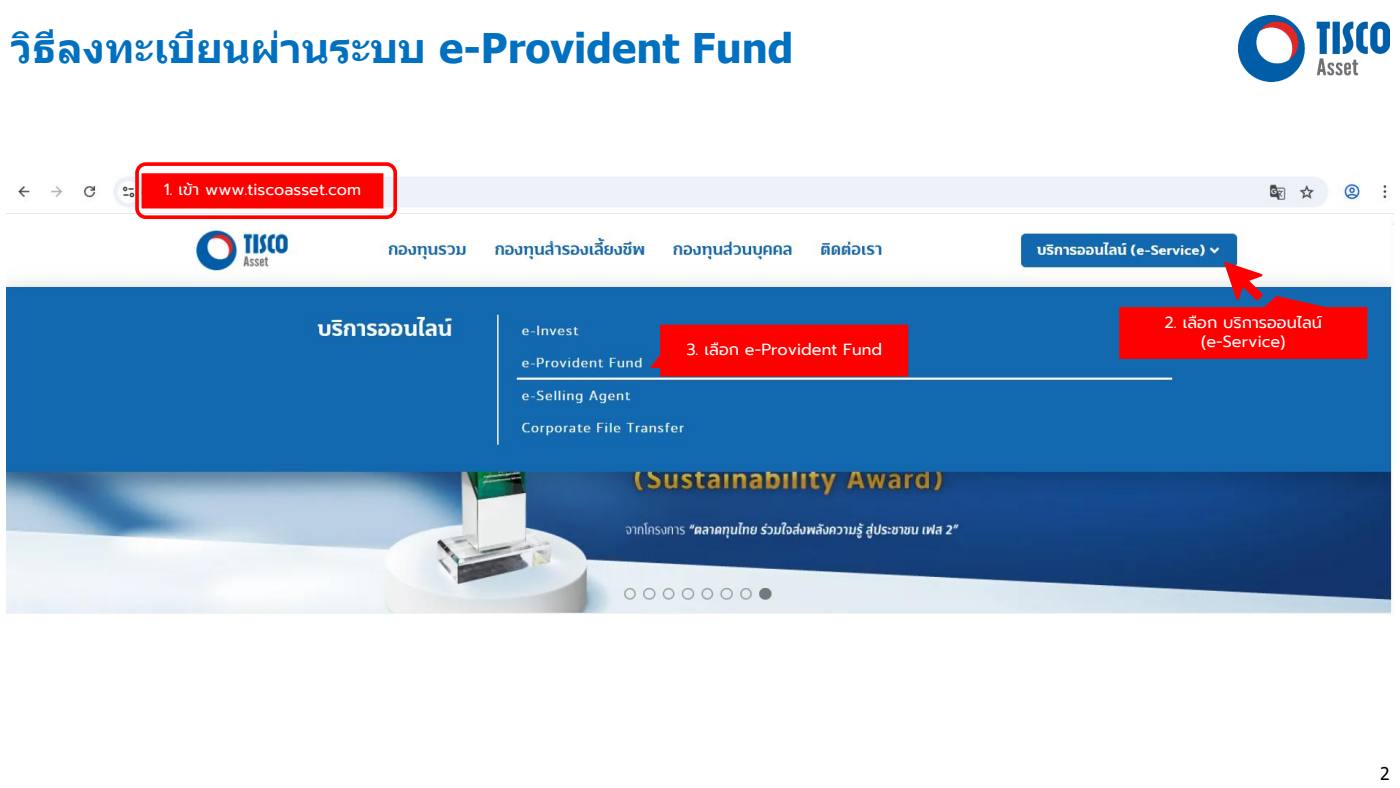 วิธีลงทะเบียนผ่านระบบ e-Provident Fund
TISCO
Asset
1. เข้า www.tiscoasset.com
TISCO
Asset
กองทุนรวม กองทุนสำรองเลี้ยงชีพ กองทุนส่วนบุคคล ติดต่อเรา
บริการออนไลน์ (e-Service)
บริการออนไลน์
e-Invest
e-Provident Fund
e-Selling Agent
Corporate File Transfer
3. เลือก e-Provident Fund
2. เลือก บริการออนไลน์
(e-Service)
(Sustainability Award)
จากโครงการ “ตลาดทุนไทย ร่วมใจส่งพลังความรู้ สู่ประชาชน เฟส 2”
2